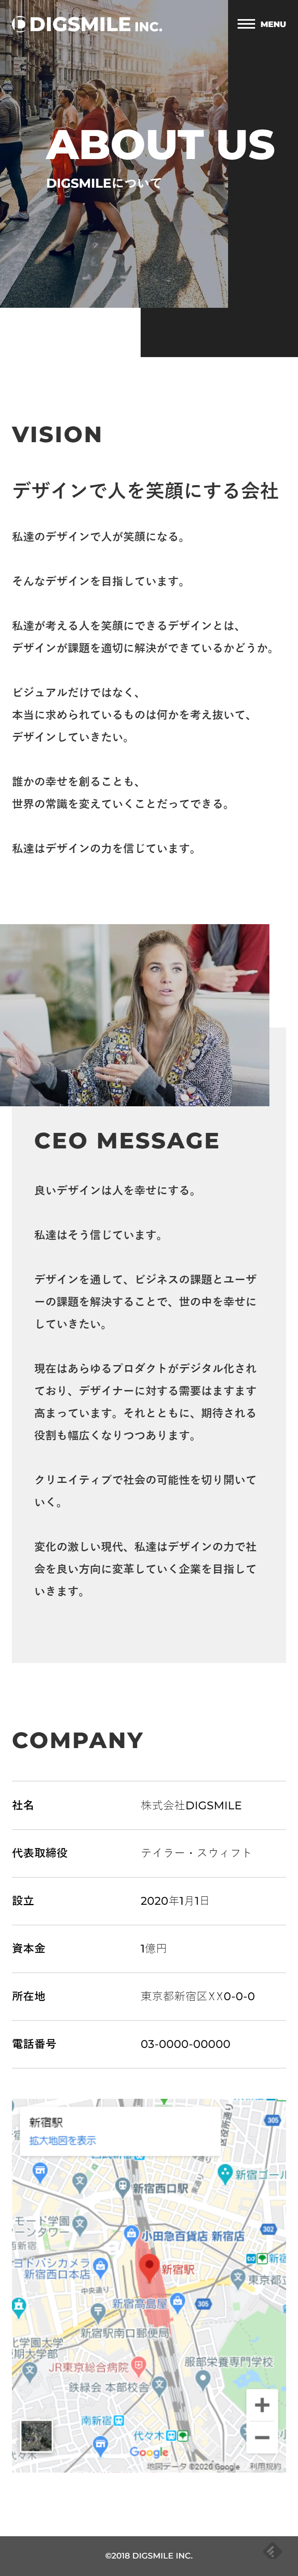 DIGSMILE INC.
MENU
ABOUT US
DIGSMILEについて
VISION
デザインで人を笑顔にする会社
私達のデザインで人が笑顔になる。
そんなデザインを目指しています。
私達が考える人を笑顔にできるデザインとは、
デザインが課題を適切に解決ができているかどうか。
ビジュアルだけではなく、
本当に求められているものは何かを考え抜いて、
デザインしていきたい。
誰かの幸せを創ることも、
世界の常識を変えていくことだってできる。
私達はデザインの力を信じています。
CEO MESSAGE
良いデザインは人を幸せにする。
私達はそう信じています。
デザインを通して、ビジネスの課題とユーザ
ーの課題を解決することで、世の中を幸せに
していきたい。
現在はあらゆるプロダクトがデジタル化され
ており、デザイナーに対する需要はますます
高まっています。それとともに、期待される
役割も幅広くなりつつあります。
クリエイティブで社会の可能性を切り開いて
いく。
変化の激しい現代、私達はデザインの力で社
会を良い方向に変革していく企業を目指して
いきます。
COMPANY
社名 株式会社DIGSMILE
代表取締役 テイラー・スウィフト
設立 2020年1月1日
資本金 1億円
所在地 東京都新宿区XX0-0-0
電話番号 03-0000-00000
新宿駅
拡大地図を表示
305
新宿西口駅
新宿ゴール
モード学園
ーンタワー
小田急百貨店 新宿店
302
ヨドバシカメラ
新宿西口本店
新宿駅
中央通り
東京都立
新宿高島屋
305
新宿駅南口郵便局
北学園大学
JR東京総合病院
服部栄養専門学校
鉄緑会 本部校舎
南新宿
代々木
代々木
Google
地図データ ©2020 Google 利用規約
©2018 DIGSMILE INC.